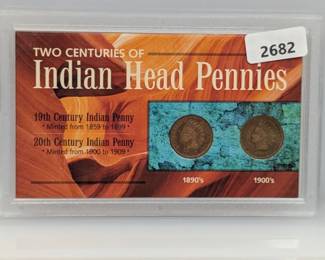 2682
TWO CENTURIES OF
Indian Head Pennies
19th Century Indian Penny
* Minted from 1859 to 1899 *
20th Century Indian Penny
* Minted from 1900 to 1909 *
1890's 1900's